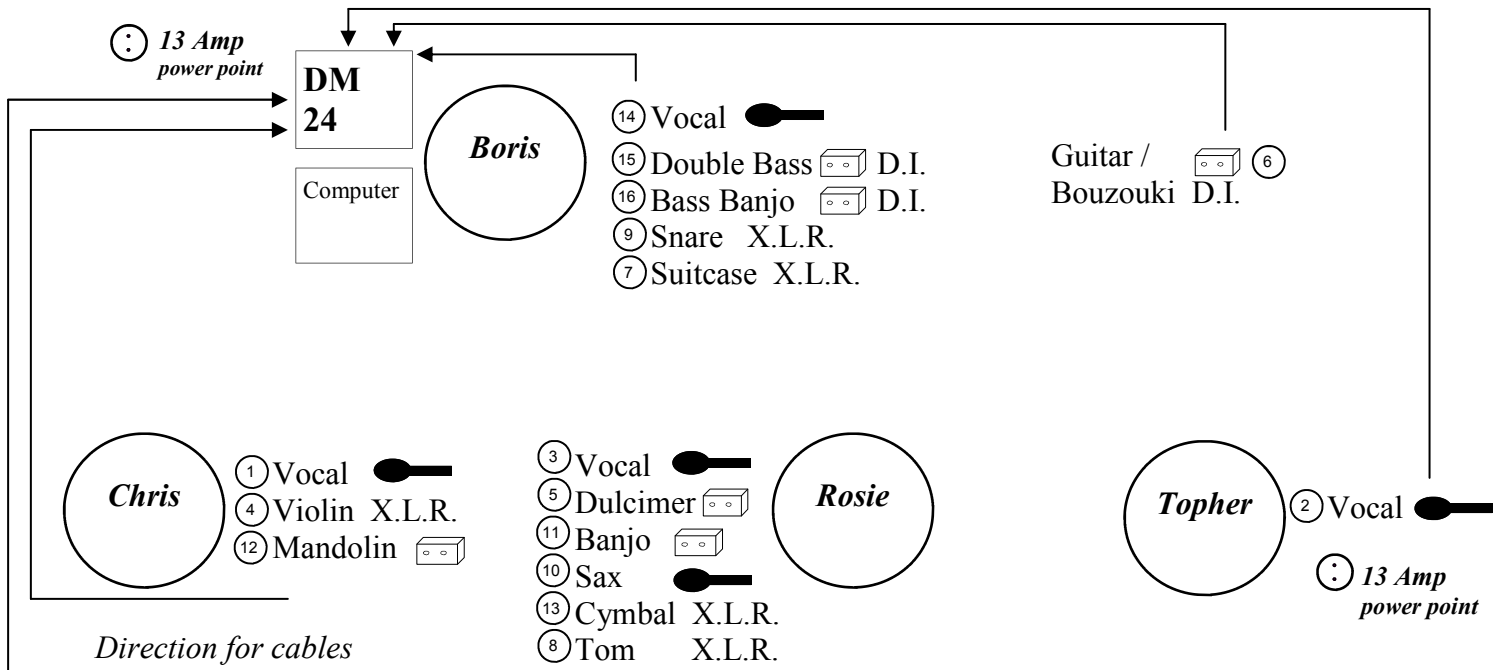 13 Amp
power point
DM
24
Computer
Boris
14 Vocal
15 Double Bass D.I.
16 Bass Banjo D.I.
9 Snare X.L.R.
7 Suitcase X.L.R.
Guitar / 6
Bouzouki D.I.
Chris
1 Vocal
4 Violin X.L.R.
12 Mandolin
3 Vocal
5 Dulcimer
11 Banjo
10 Sax
13 Cymbal X.L.R.
8 Tom X.L.R.
Rosie
Topher
2 Vocal
13 Amp
power point
Direction for cables